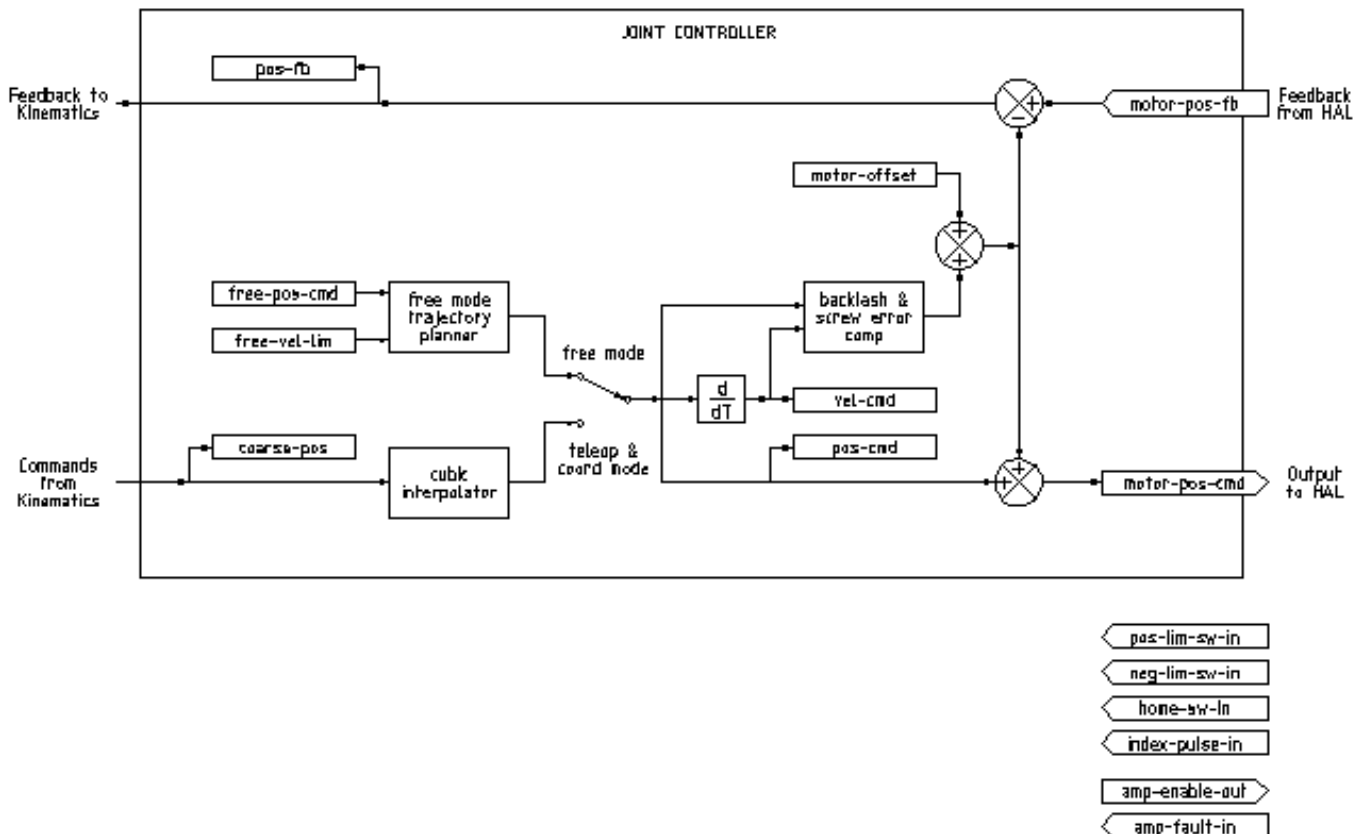 JOINT CONTROLLER
pos-fb
Feedback to
Kinematics
+
-
motor-pos-fb
Feedback
from HAL
motor-offset
+
+
free-pos-cmd
free-vel-lim
free mode
trajectory
planner
free mode
backlash &
screw error
comp
d
dT
vel-cmd
coarse-pos
teleop &
coord mode
pos-cmd
Commands
from
Kinematics
cubic
interpolator
+
+
motor-pos-cmd
Output
to HAL
pos-lim-sw-in
neg-lim-sw-in
home-sw-in
index-pulse-in
amp-enable-out
amp-fault-in